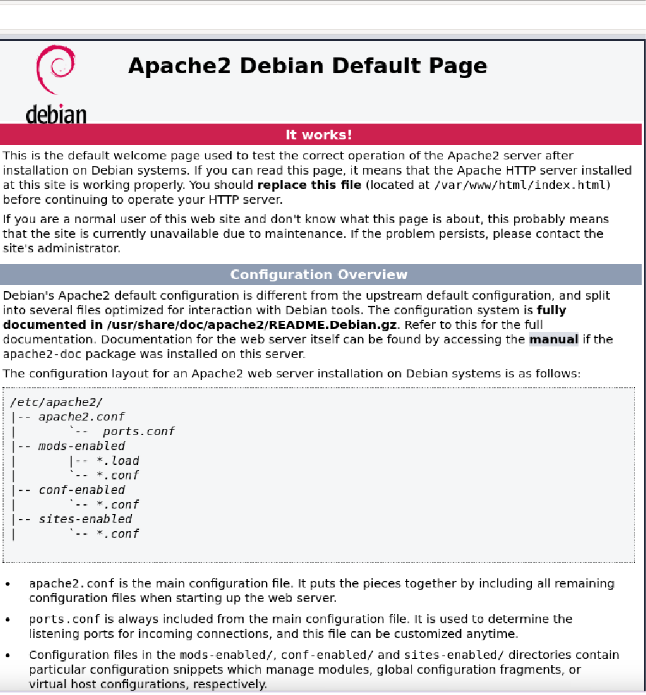 Apache2 Debian Default Page
debian
It works!
This is the default welcome page used to test the correct operation of the Apache2 server after
installation on Debian systems. If you can read this page, it means that the Apache HTTP server installed
at this site is working properly. You should replace this file (located at /var/www/html/index.html)
before continuing to operate your HTTP server.
If you are a normal user of this web site and don't know what this page is about, this probably means
that the site is currently unavailable due to maintenance. If the problem persists, please contact the
site's administrator.
Configuration Overview
Debian's Apache2 default configuration is different from the upstream default configuration, and split
into several files optimized for interaction with Debian tools. The configuration system is fully
documented in /usr/share/doc/apache2/README.Debian.gz. Refer to this for the full
documentation. Documentation for the web server itself can be found by accessing the manual if the
apache2-doc package was installed on this server.
The configuration layout for an Apache2 web server installation on Debian systems is as follows:
/etc/apache2/
|-- apache2.conf
|       `--  ports.conf
|-- mods-enabled
|       |-- *.load
|       `-- *.conf
|-- conf-enabled
|       `-- *.conf
|-- sites-enabled
|       `-- *.conf
• apache2.conf is the main configuration file. It puts the pieces together by including all remaining
configuration files when starting up the web server.
• ports.conf is always included from the main configuration file. It is used to determine the
listening ports for incoming connections, and this file can be customized anytime.
• Configuration files in the mods-enabled/, conf-enabled/ and sites-enabled/ directories contain
particular configuration snippets which manage modules, global configuration fragments, or
virtual host configurations, respectively.